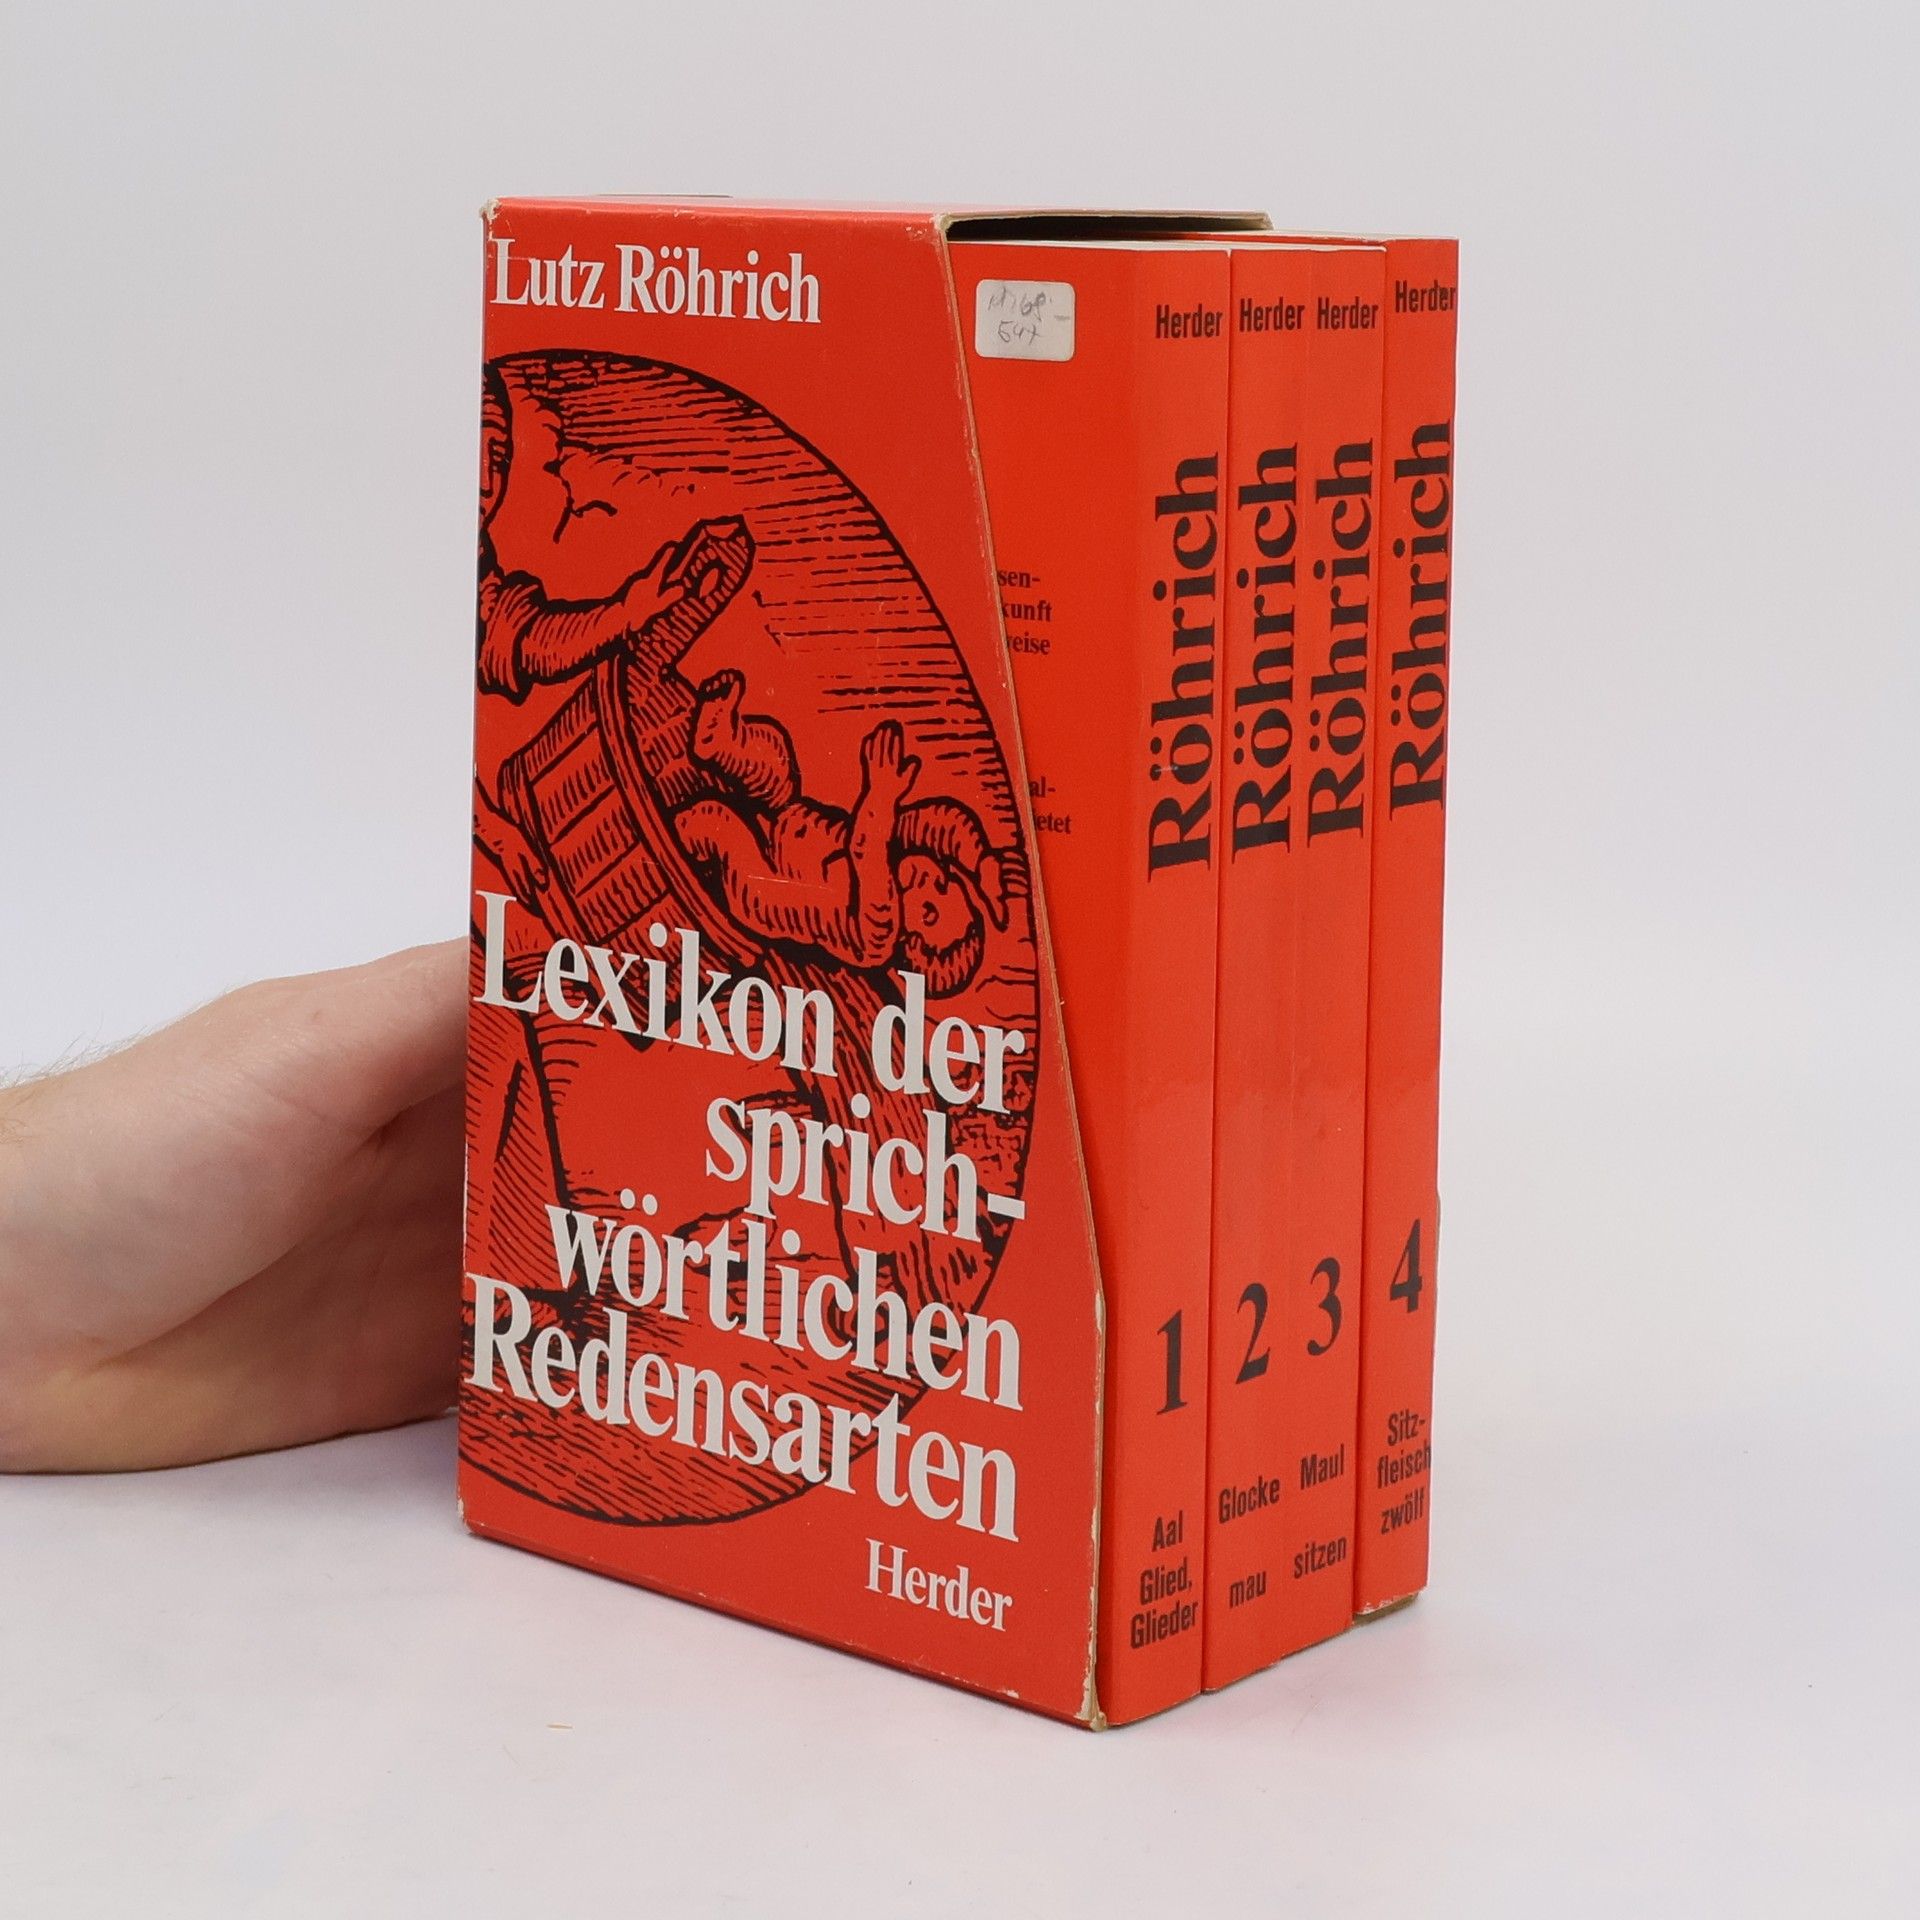 Lutz Röhrich
Lexikon der
sprich-
wörtlichen
Redensarten
Herder
Herder
Röhrich
1
Aal
Glied,
Glieder
Herder
Röhrich
2
Glocke
mau
Herder
Röhrich
3
Maul
sitzen
Herder
Röhrich
4
Sitz-
fleisch
zwölf